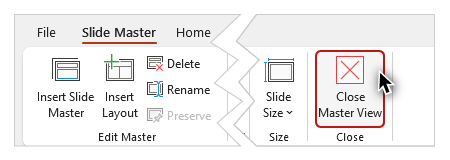 File Slide Master Home
Insert Slide Master
Insert Layout
Delete
Rename
Preserve
Edit Master
Slide Size
Size
Close Master View
Close